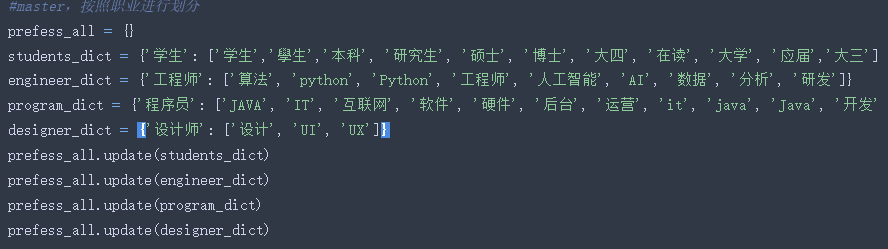 #master，按照职业进行划分
prefess_all = {}
students_dict = {'学生': ['学生','學生','本科', '研究生', '硕士', '博士', '大四', '在读', '大学', '应届','大三']
engineer_dict = {'工程师': ['算法', 'python', 'Python', '工程师', '人工智能', 'AI', '数据', '分析', '研发']}
program_dict = {'程序员': ['JAVA', 'IT', '互联网', '软件', '硬件', '后台', '运营', 'it', 'java', 'Java', '开发'
designer_dict = {'设计师': ['设计', 'UI', 'UX']}
prefess_all.update(students_dict)
prefess_all.update(engineer_dict)
prefess_all.update(program_dict)
prefess_all.update(designer_dict)